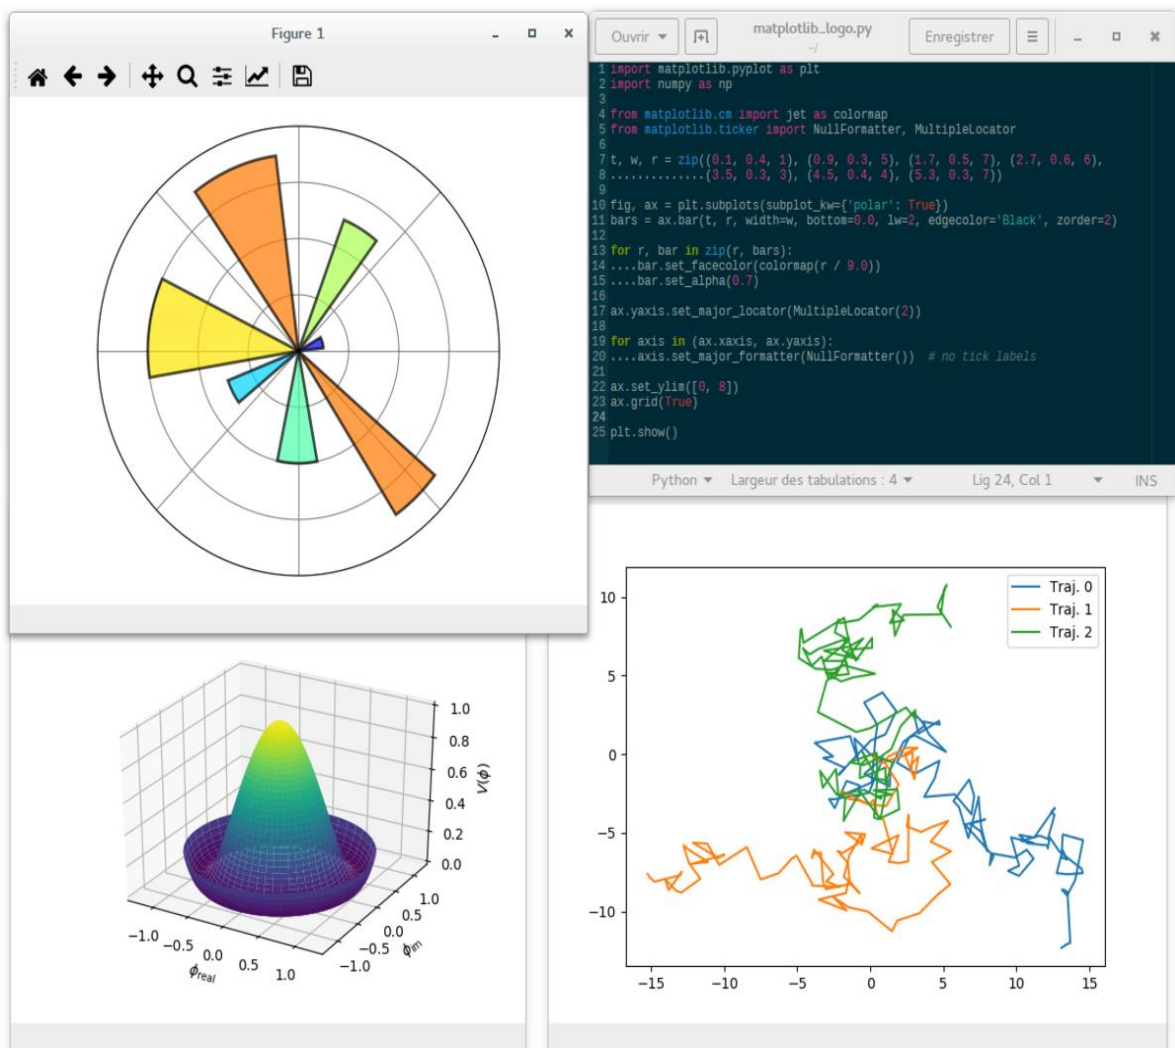 Figure 1
Ouvrir
matplotlib_logo.py
~/
Enregistrer
1 import matplotlib.pyplot as plt
2 import numpy as np
3
4 from matplotlib.cm import jet as colormap
5 from matplotlib.ticker import NullFormatter, MultipleLocator
6
7 t, w, r = zip((0.1, 0.4, 1), (0.9, 0.3, 5), (1.7, 0.5, 7), (2.7, 0.6, 6),
8 ..............(3.5, 0.3, 3), (4.5, 0.4, 4), (5.3, 0.3, 7))
9
10 fig, ax = plt.subplots(subplot_kw={'polar': True})
11 bars = ax.bar(t, r, width=w, bottom=0.0, lw=2, edgecolor='Black', zorder=2)
12
13 for r, bar in zip(r, bars):
14 ....bar.set_facecolor(colormap(r / 9.0))
15 ....bar.set_alpha(0.7)
16
17 ax.yaxis.set_major_locator(MultipleLocator(2))
18
19 for axis in (ax.xaxis, ax.yaxis):
20 ....axis.set_major_formatter(NullFormatter())  # no tick labels
21
22 ax.set_ylim([0, 8])
23 ax.grid(True)
24
25 plt.show()
Python
Largeur des tabulations : 4
Lig 24, Col 1
INS
1.0
0.8
0.6
0.4
0.2
0.0
V(ϕ)
−1.0
−0.5
0.0
0.5
1.0
ϕreal
1.0
0.5
0.0
−0.5
−1.0
ϕim
Traj. 0
Traj. 1
Traj. 2
10
5
0
−5
−10
−15
−10
−5
0
5
10
15